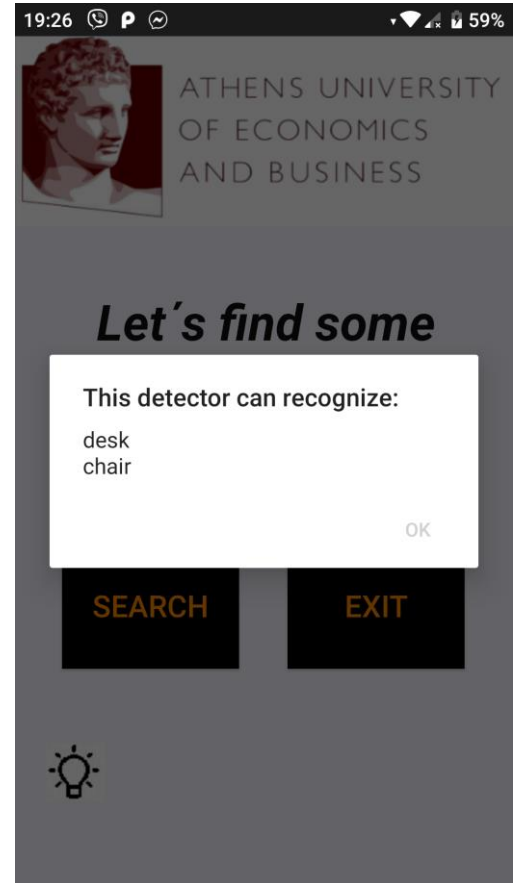 19:26 59%
ATHENS UNIVERSITY
OF ECONOMICS
AND BUSINESS
Let´s find some
This detector can recognize:
desk
chair
OK
SEARCH EXIT